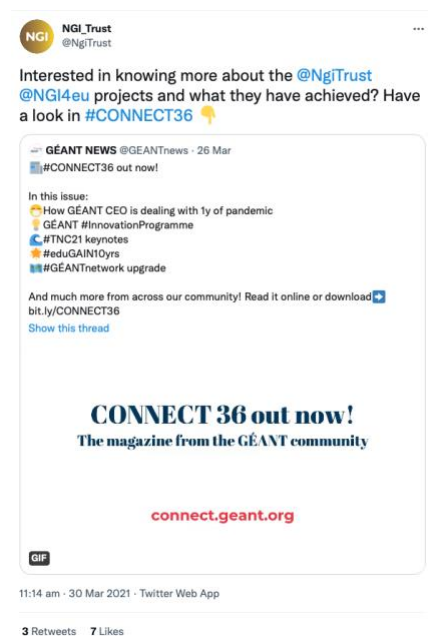 NGI
NGI_Trust
@NgiTrust
Interested in knowing more about the @NgiTrust
@NGI4eu projects and what they have achieved? Have
a look in #CONNECT36 👇
GÉANT NEWS @GEANTnews · 26 Mar
📰#CONNECT36 out now!
In this issue:
😷How GÉANT CEO is dealing with 1y of pandemic
💡GÉANT #InnovationProgramme
🌊#TNC21 keynotes
⭐#eduGAIN10yrs
🗺️#GÉANTnetwork upgrade
And much more from across our community! Read it online or download➡️
bit.ly/CONNECT36
Show this thread
CONNECT 36 out now!
The magazine from the GÉANT community
connect.geant.org
GIF
11:14 am · 30 Mar 2021 · Twitter Web App
3 Retweets 7 Likes